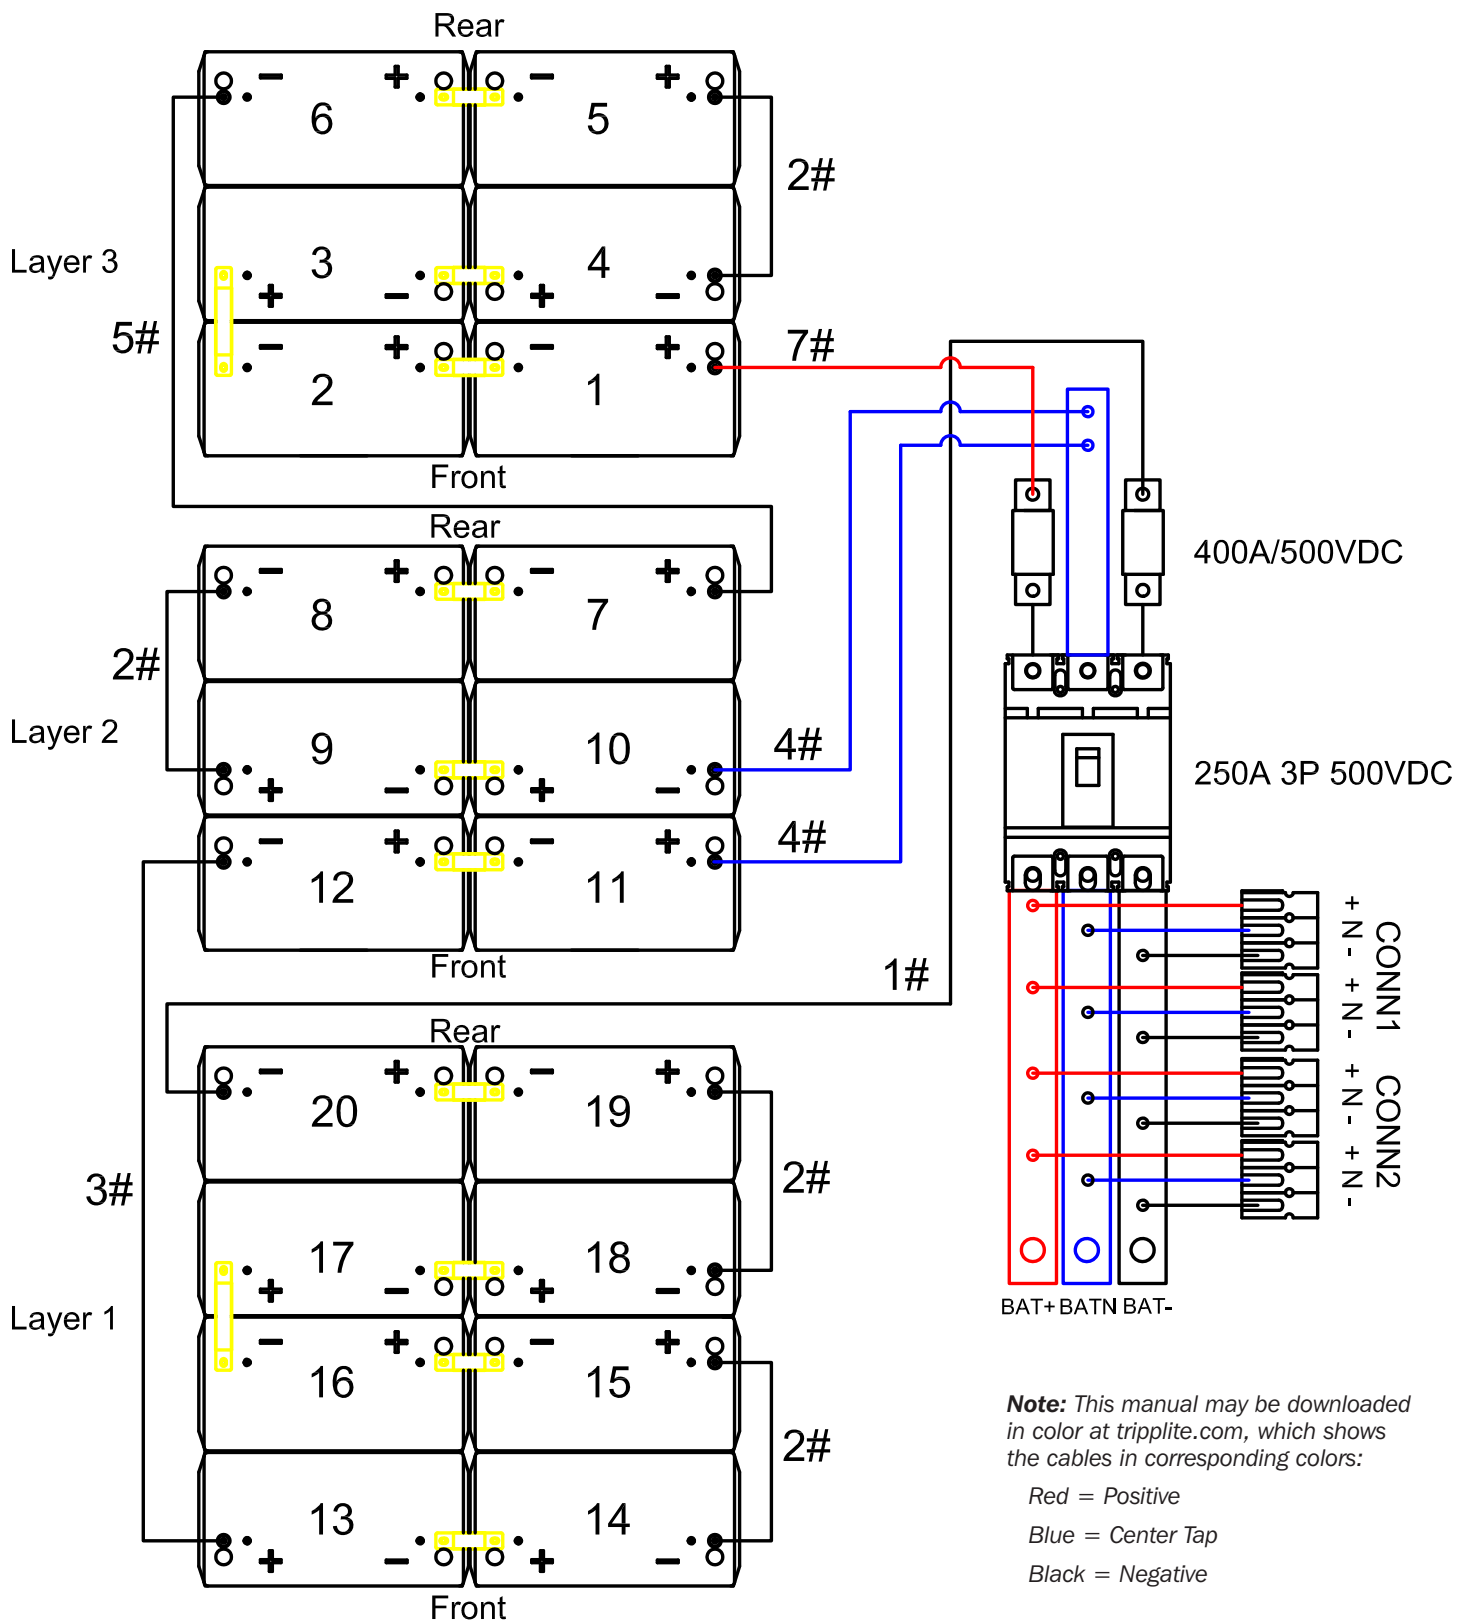 Rear
- + - +
6 5
2#
Layer 3
3 4
+ - + -
5#
- + - +
7#
2 1
Front
Rear
- + - +
8 7
400A/500VDC
2#
Layer 2
9 10
4#
+ - + -
250A 3P 500VDC
- + - +
4#
12 11
Front
1#
+ N - + N -
CONN1
Rear
- + - +
20 19
+ N - + N -
CONN2
3#
2#
17 18
+ - + -
Layer 1
BAT+ BATN BAT-
- + - +
16 15
2#
13 14
+ - + -
Front
Note: This manual may be downloaded
in color at tripplite.com, which shows
the cables in corresponding colors:
Red = Positive
Blue = Center Tap
Black = Negative